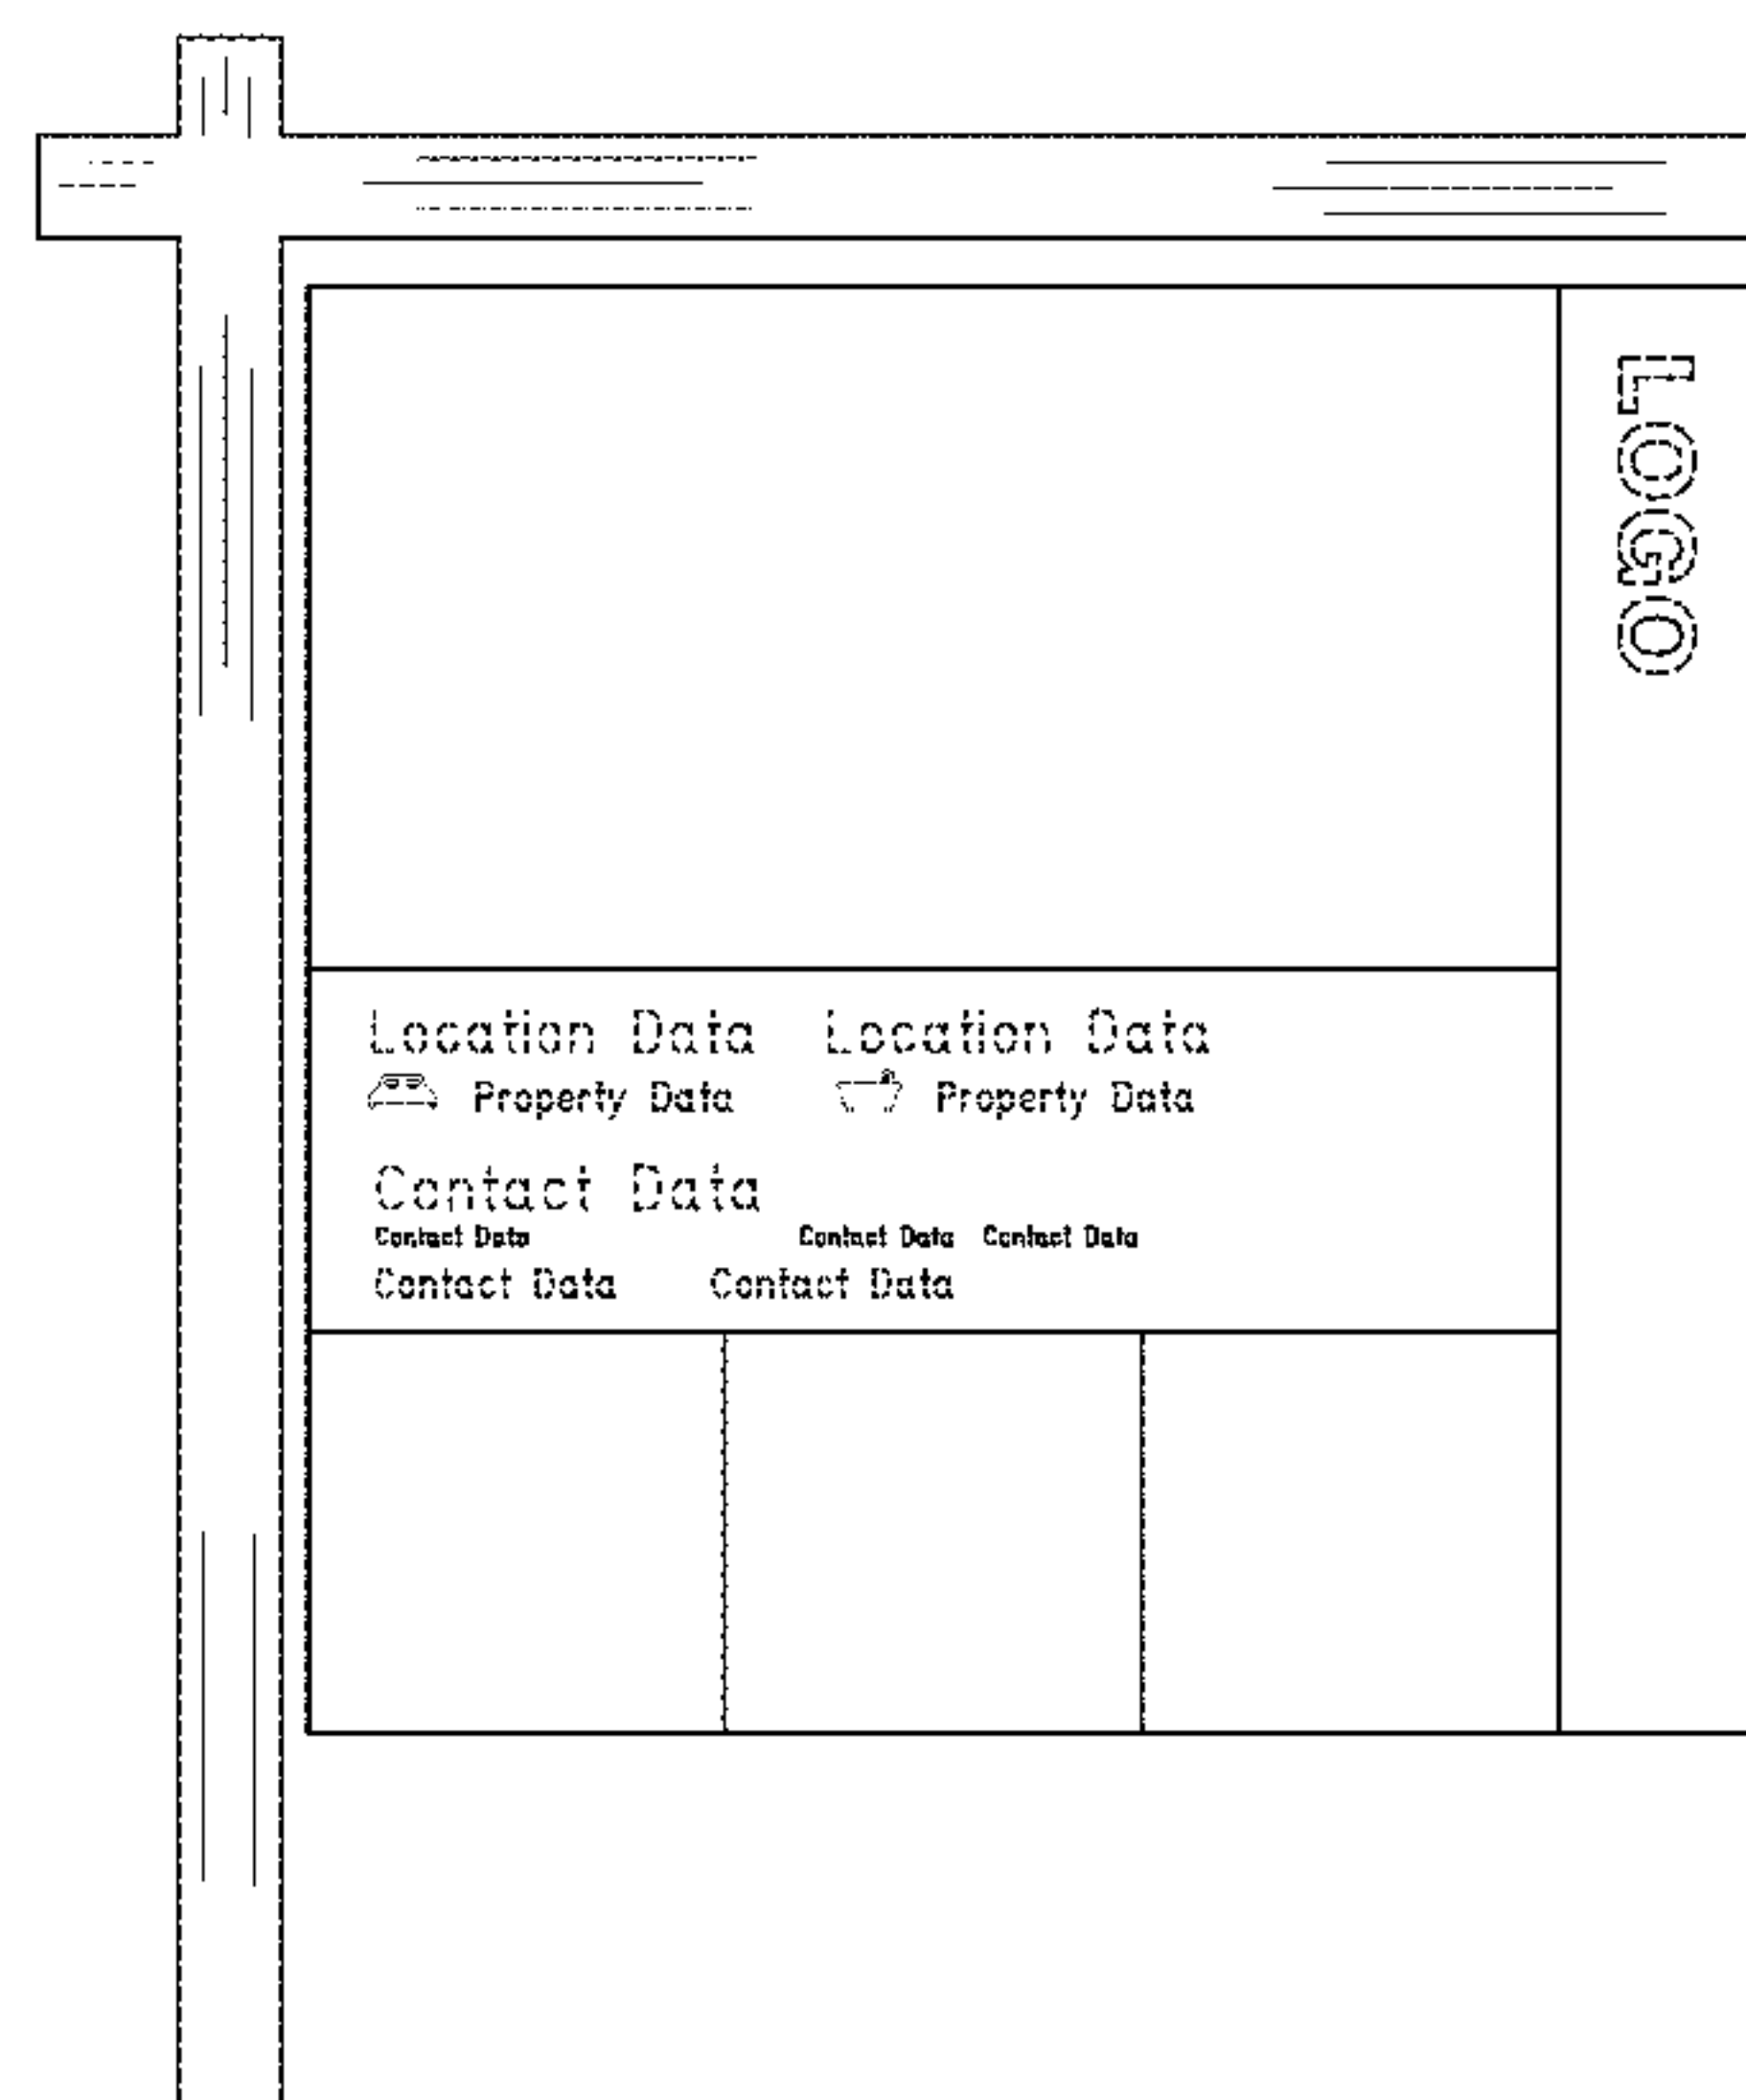 LOGO
Location Data Location Data
Property Data Property Data
Contact Data
Contact Data Contact Data Contact Data
Contact Data Contact Data